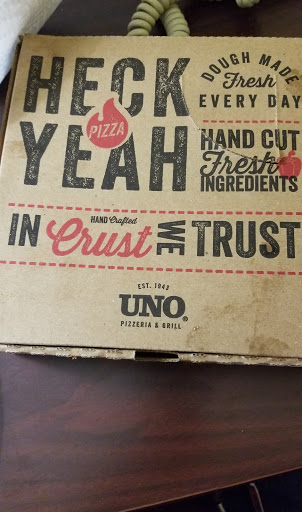 HECK
PIZZA
YEAH
DOUGH MADE
Fresh
EVERY DAY
HAND CUT
Fresh
INGREDIENTS
HAND Crafted
IN Crust WE TRUST
EST. 1943
UNO®
PIZZERIA & GRILL